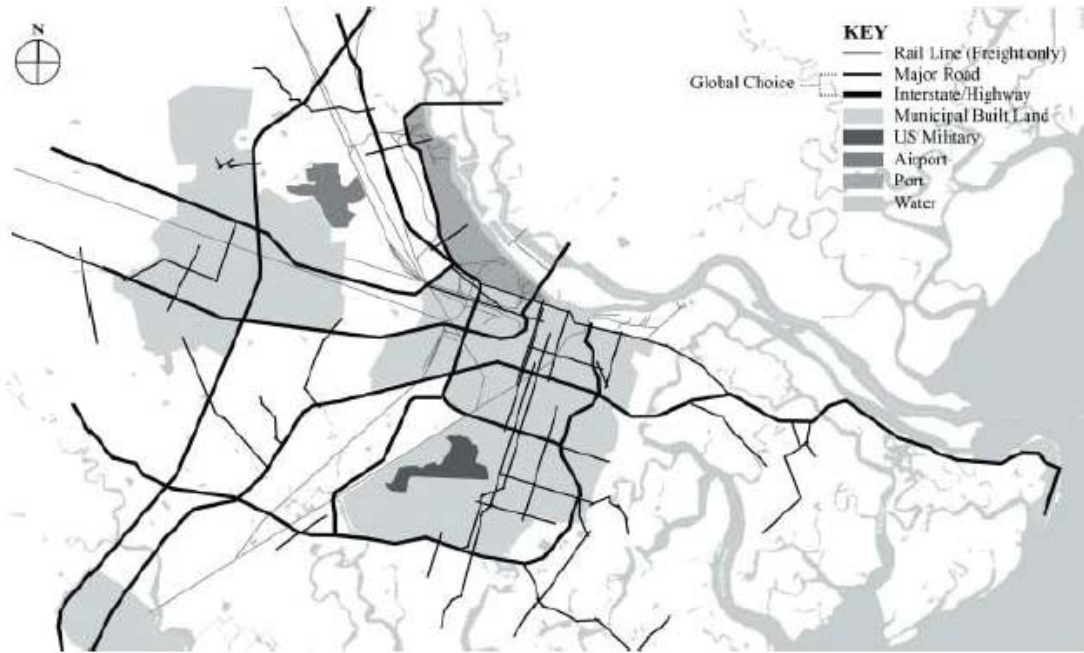 N
KEY
Rail Line (Freight only)
Global Choice
Major Road
Interstate/Highway
Municipal Built Land
US Military
Airport
Port
Water